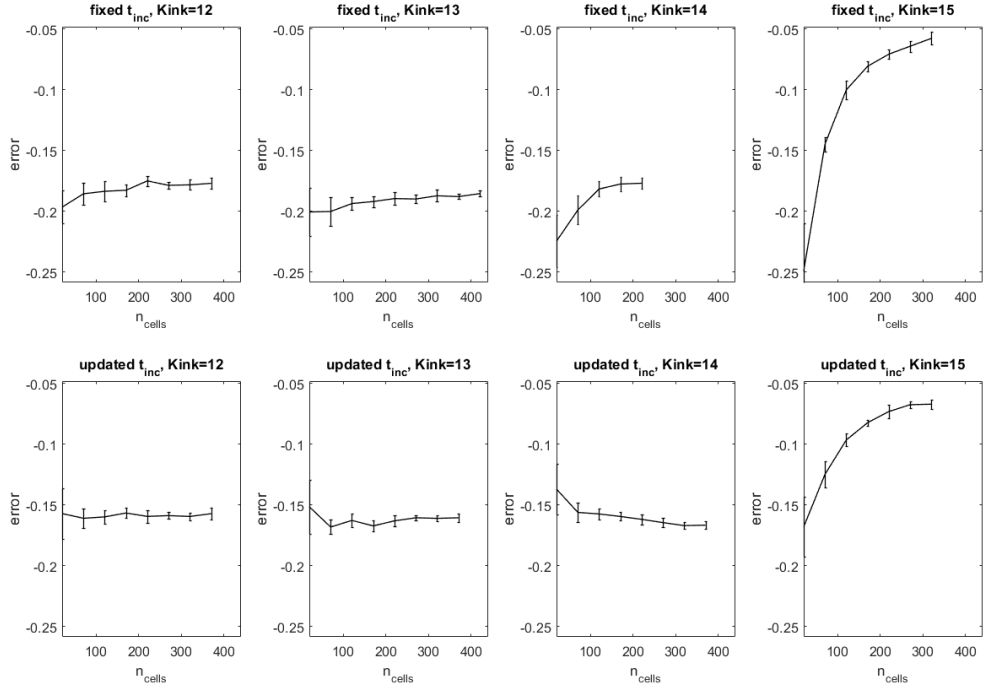 fixed t_inc, Kink=12
fixed t_inc, Kink=13
fixed t_inc, Kink=14
fixed t_inc, Kink=15
-0.05
-0.1
-0.15
-0.2
-0.25
error
100 200 300 400
n_cells
-0.05
-0.1
-0.15
-0.2
-0.25
error
100 200 300 400
n_cells
-0.05
-0.1
-0.15
-0.2
-0.25
error
100 200 300 400
n_cells
-0.05
-0.1
-0.15
-0.2
-0.25
error
100 200 300 400
n_cells
updated t_inc, Kink=12
updated t_inc, Kink=13
updated t_inc, Kink=14
updated t_inc, Kink=15
-0.05
-0.1
-0.15
-0.2
-0.25
error
100 200 300 400
n_cells
-0.05
-0.1
-0.15
-0.2
-0.25
error
100 200 300 400
n_cells
-0.05
-0.1
-0.15
-0.2
-0.25
error
100 200 300 400
n_cells
-0.05
-0.1
-0.15
-0.2
-0.25
error
100 200 300 400
n_cells